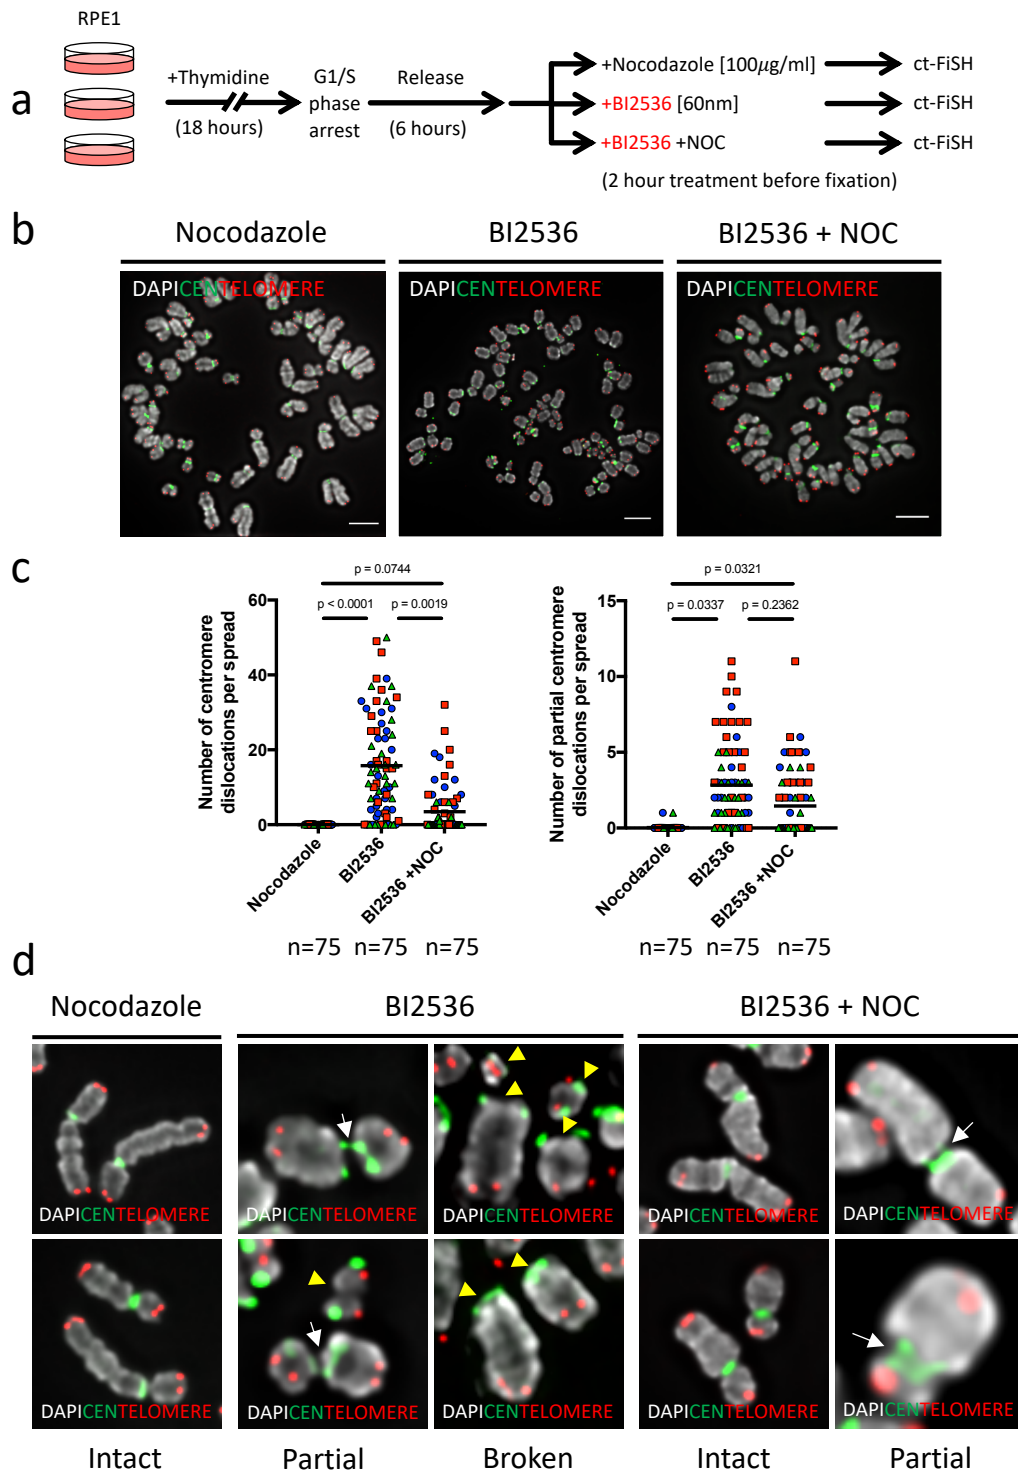 a
RPE1
+Thymidine
(18 hours)
G1/S
phase
arrest
Release
(6 hours)
+Nocodazole [100µg/ml]
ct-FiSH
+BI2536 [60nm]
ct-FiSH
+BI2536 +NOC
ct-FiSH
(2 hour treatment before fixation)
b
Nocodazole
BI2536
BI2536 + NOC
DAPICENTELOMERE
DAPICENTELOMERE
DAPICENTELOMERE
c
Number of centromere
dislocations per spread
p = 0.0744
p < 0.0001
p = 0.0019
60
40
20
0
Nocodazole
BI2536
BI2536 +NOC
n=75
n=75
n=75
Number of partial centromere
dislocations per spread
p = 0.0321
p = 0.0337
p = 0.2362
15
10
5
0
Nocodazole
BI2536
BI2536 +NOC
n=75
n=75
n=75
d
Nocodazole
BI2536
BI2536 + NOC
DAPICENTELOMERE
DAPICENTELOMERE
DAPICENTELOMERE
DAPICENTELOMERE
DAPICENTELOMERE
DAPICENTELOMERE
DAPICENTELOMERE
DAPICENTELOMERE
DAPICENTELOMERE
DAPICENTELOMERE
Intact
Partial
Broken
Intact
Partial